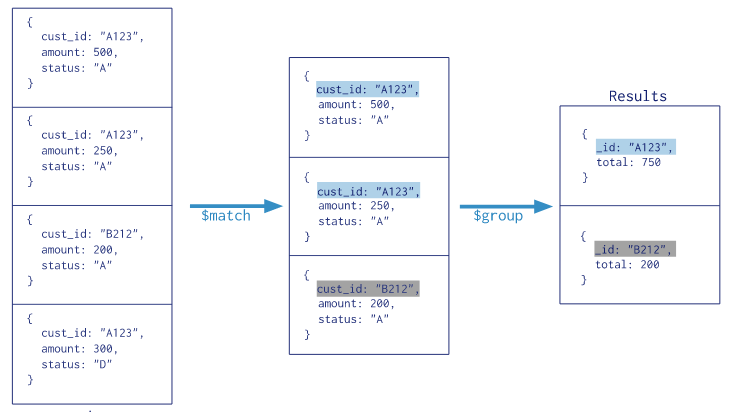 {
cust_id: "A123",
amount: 500,
status: "A"
}
{
cust_id: "A123",
amount: 250,
status: "A"
}
{
cust_id: "B212",
amount: 200,
status: "A"
}
{
cust_id: "A123",
amount: 300,
status: "D"
}
$match
{
cust_id: "A123",
amount: 500,
status: "A"
}
{
cust_id: "A123",
amount: 250,
status: "A"
}
{
cust_id: "B212",
amount: 200,
status: "A"
}
$group
Results
{
_id: "A123",
total: 750
}
{
_id: "B212",
total: 200
}